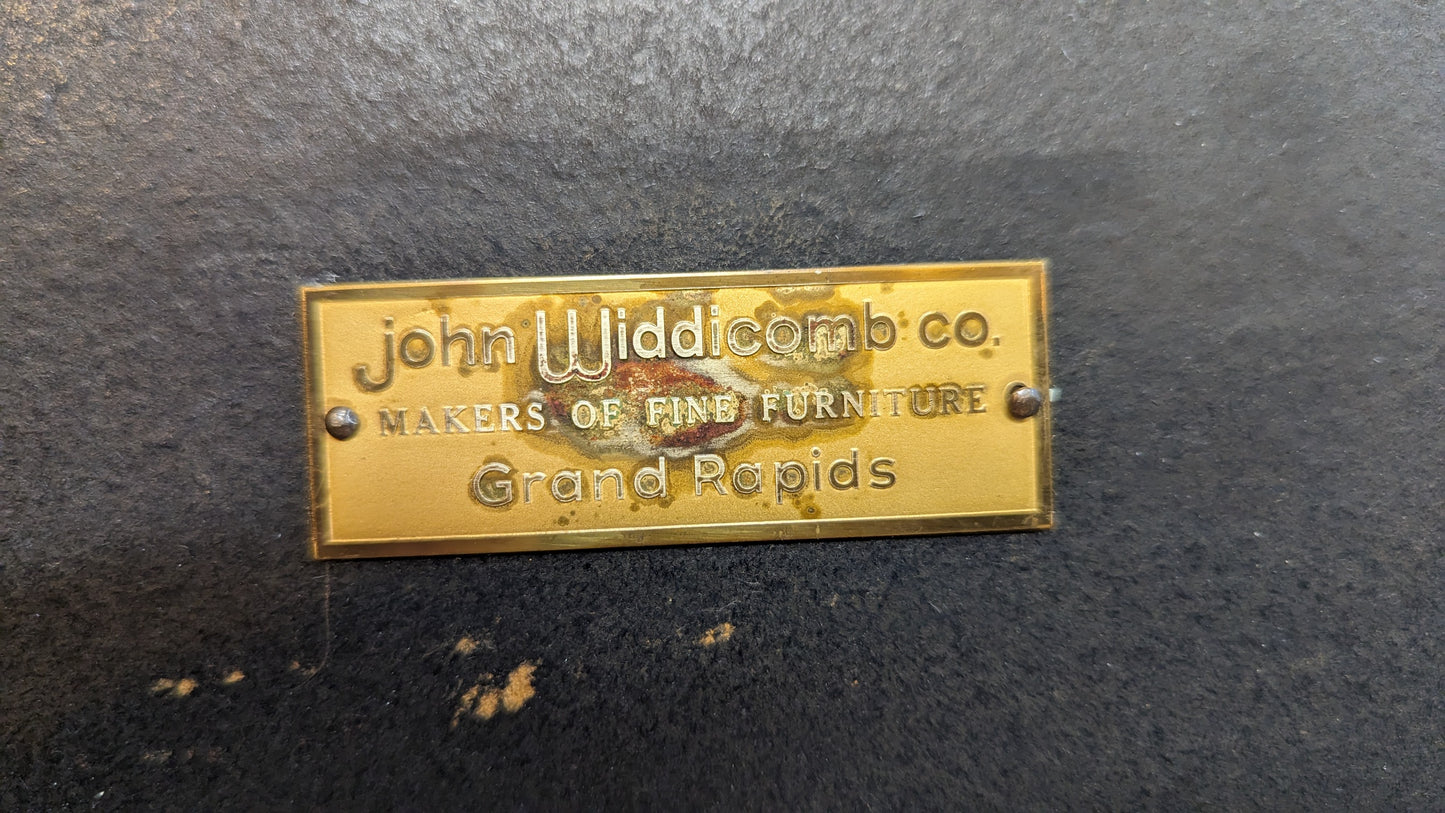 john Widdicomb co.
MAKERS OF FINE FURNITURE
Grand Rapids